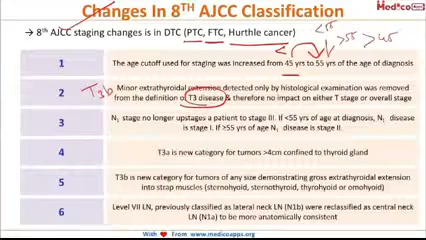 Changes In 8TH AJCC Classification
Medicoapps
→ 8th AJCC staging changes is in DTC (PTC, FTC, Hurthle cancer)
<55
>55 >45
1
The age cutoff used for staging was increased from 45 yrs to 55 yrs of the age of diagnosis
T3b
2
Minor extrathyroidal extension detected only by histological examination was removed
from the definition of T3 disease & therefore no impact on either T stage or overall
stage
3
N1 stage no longer upstages a patient to stage III. If <55 yrs of age at diagnosis, N1 disease
is stage I. If ≥55 yrs of age N1 disease is stage II.
4
T3a is new category for tumors >4cm confined to thyroid gland
5
T3b is new category for tumors of any size demonstrating gross extrathyroidal extension
into strap muscles (sternohyoid, sternothyroid, thyrohyoid or omohyoid)
6
Level VII LN, previously classified as lateral neck LN (N1b) were reclassified as central neck
LN (N1a) to be more anatomically consistent
With ❤ From www.medicoapps.org